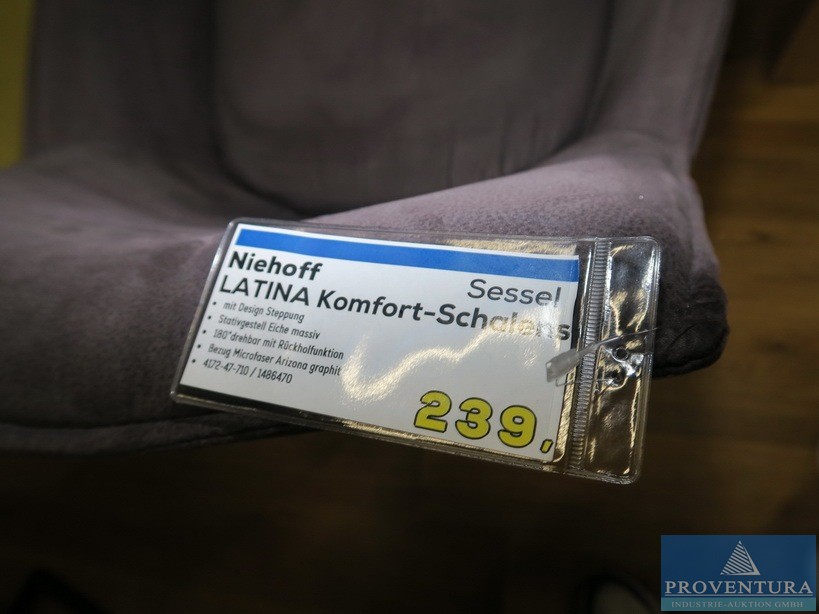 Niehoff
Sessel
LATINA Komfort-Schalens
• mit Design Steppung
• Stativgestell Eiche massiv
• 180°drehbar mit Rückholfunktion
• Bezug Microfaser Arizona graphit
• 4172-47-710 / 1486470
239,
PROVENTURA
INDUSTRIE-AUKTION GMBH